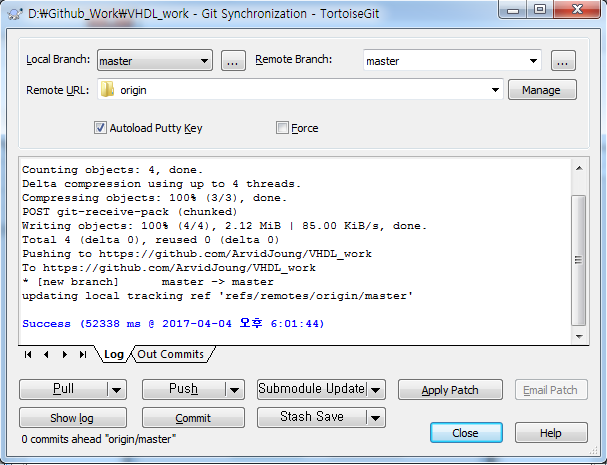 D:₩Github_Work₩VHDL_work - Git Synchronization - TortoiseGit
Local Branch: master ... Remote Branch: master ...
Remote URL: origin Manage
Autoload Putty Key Force
Counting objects: 4, done.
Delta compression using up to 4 threads.
Compressing objects: 100% (3/3), done.
POST git-receive-pack (chunked)
Writing objects: 100% (4/4), 2.12 MiB | 85.00 KiB/s, done.
Total 4 (delta 0), reused 0 (delta 0)
Pushing to https://github.com/ArvidJoung/VHDL_work
To https://github.com/ArvidJoung/VHDL_work
* [new branch] master -> master
updating local tracking ref 'refs/remotes/origin/master'
Success (52338 ms @ 2017-04-04 오후 6:01:44)
Log Out Commits
Pull Push Submodule Update Apply Patch Email Patch
Show log Commit Stash Save
0 commits ahead "origin/master"
Close Help